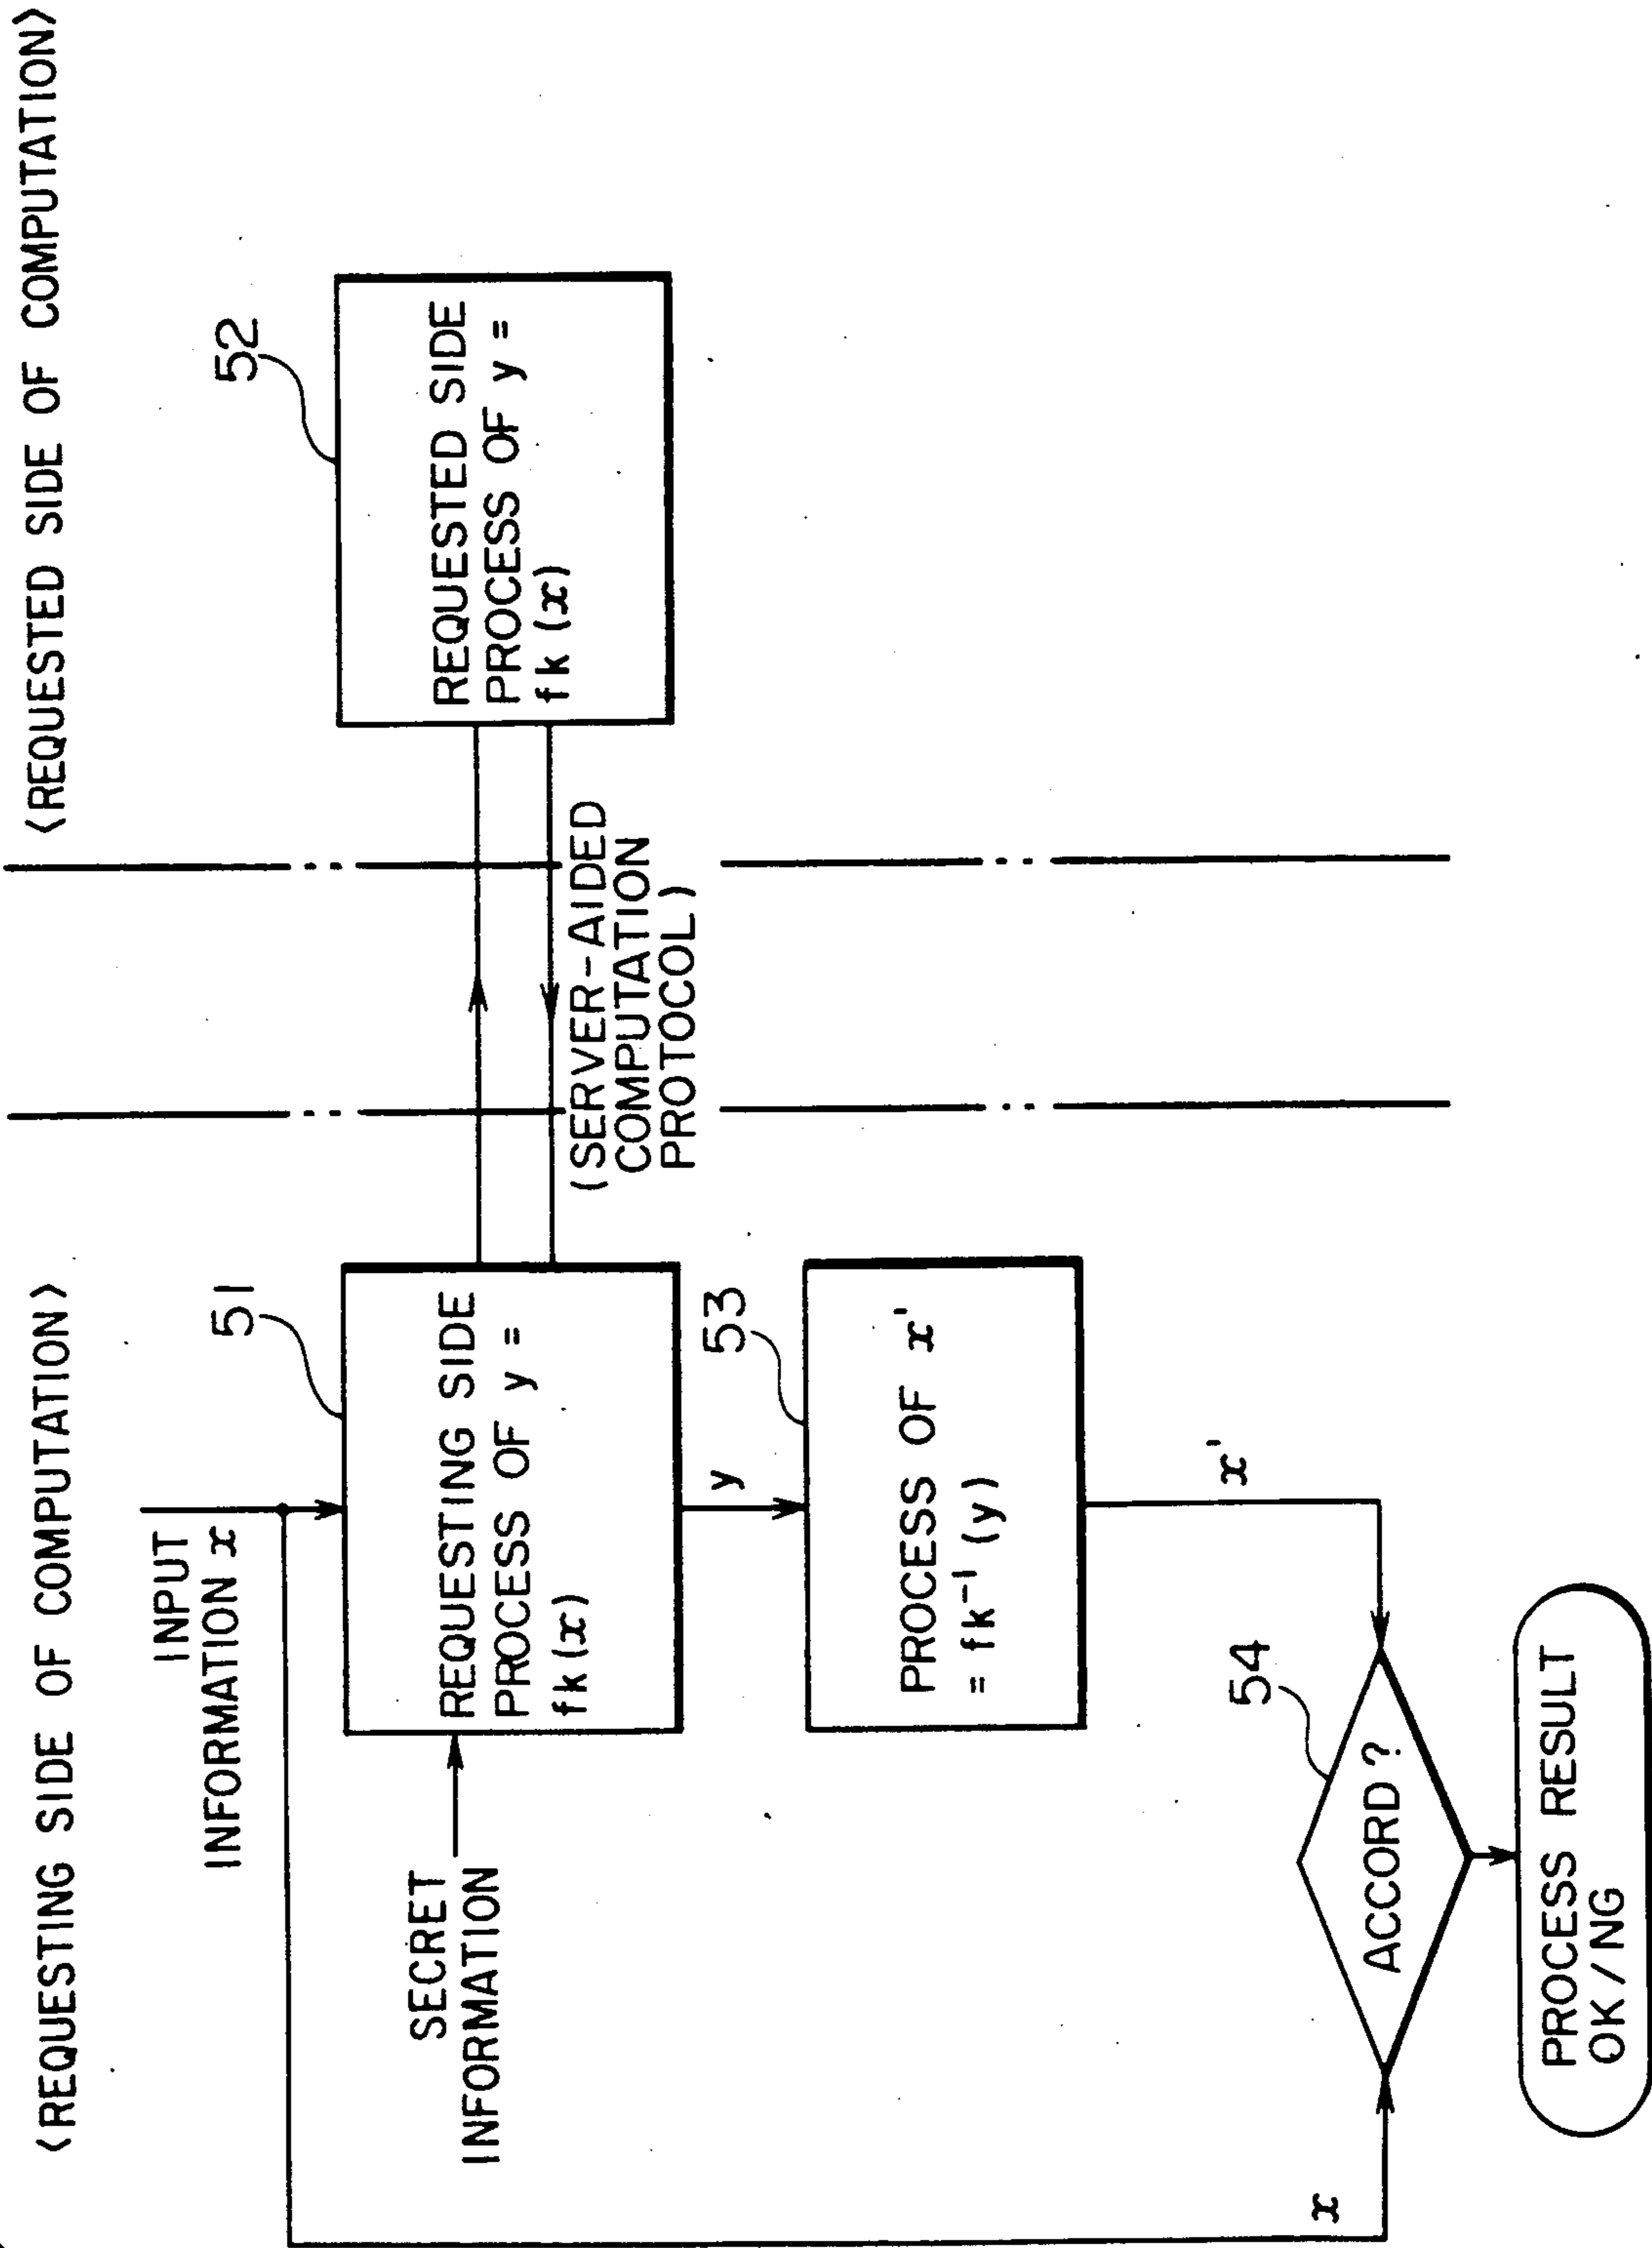 <REQUESTING SIDE OF COMPUTATION>
<REQUESTED SIDE OF COMPUTATION>
INPUT
INFORMATION x
51
52
SECRET
INFORMATION
REQUESTING SIDE
PROCESS OF y =
fk (x)
REQUESTED SIDE
PROCESS OF y =
fk (x)
(SERVER-AIDED
COMPUTATION
PROTOCOL)
y
53
PROCESS OF x'
= fk⁻¹ (y)
x'
54
x
ACCORD?
PROCESS RESULT
OK/NG